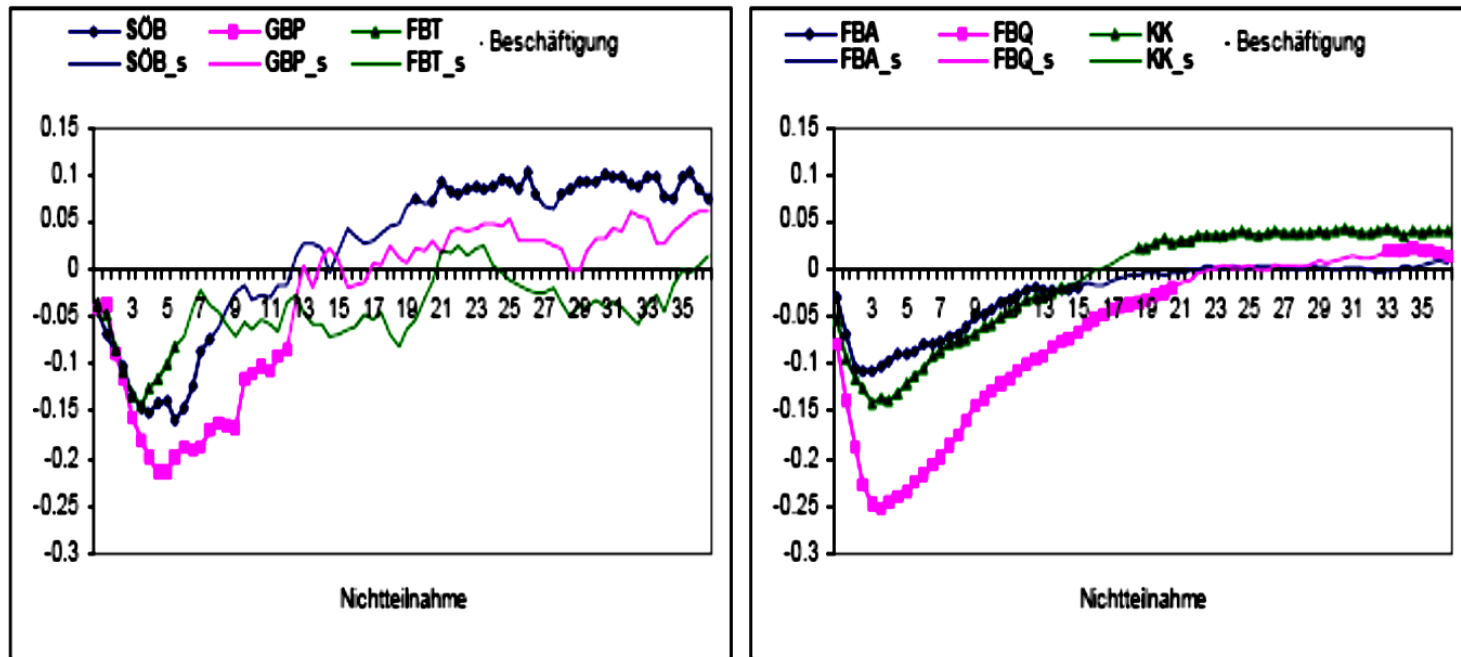 SÖB GBP FBT · Beschäftigung
SÖB_s GBP_s FBT_s
0.15
0.1
0.05
0
-0.05
-0.1
-0.15
-0.2
-0.25
-0.3
3 5 7 9 11 13 15 17 19 21 23 25 27 29 31 33 35
Nichtteilnahme
FBA FBQ KK · Beschäftigung
FBA_s FBQ_s KK_s
0.15
0.1
0.05
0
-0.05
-0.1
-0.15
-0.2
-0.25
-0.3
3 5 7 9 11 13 15 17 19 21 23 25 27 29 31 33 35
Nichtteilnahme